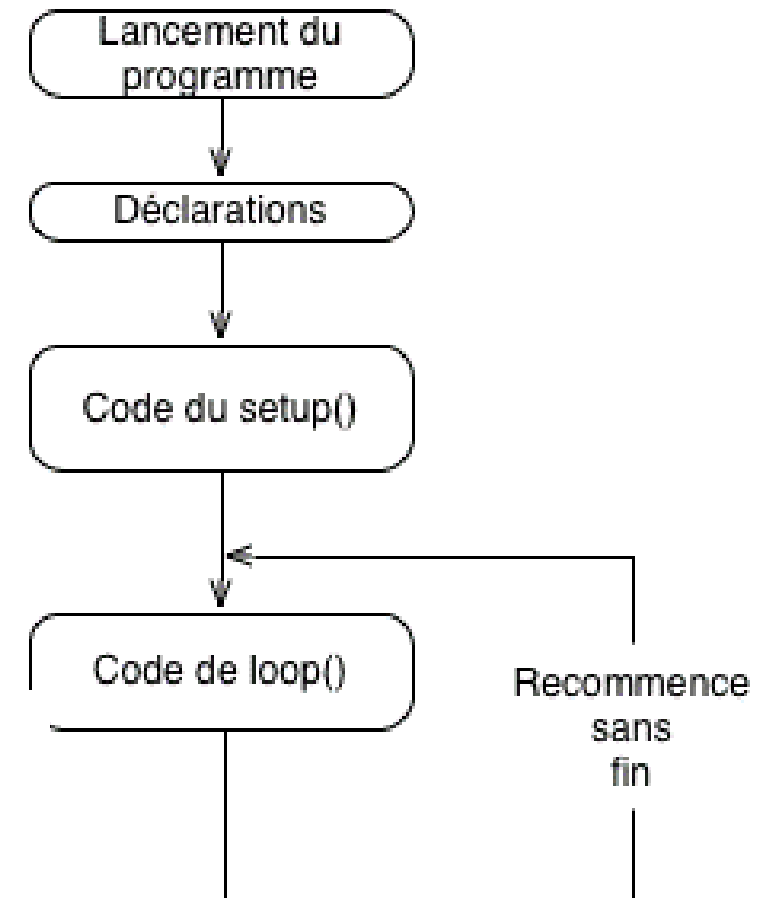 Lancement du
programme
Déclarations
Code du setup()
Code de loop()
Recommence
sans
fin